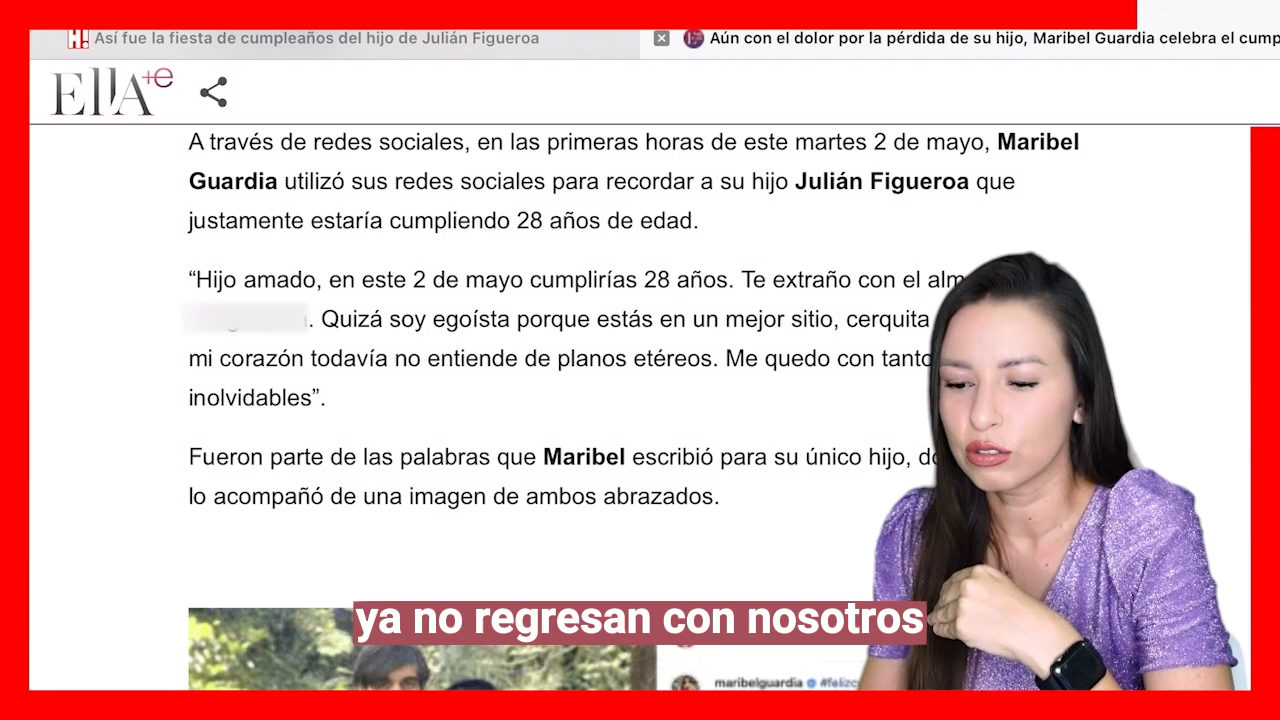 H! Así fue la fiesta de cumpleaños del hijo de Julián Figueroa
Aún con el dolor por la pérdida de su hijo, Maribel Guardia celebra el cump
EllA+e
A través de redes sociales, en las primeras horas de este martes 2 de mayo, Maribel
Guardia utilizó sus redes sociales para recordar a su hijo Julián Figueroa que
justamente estaría cumpliendo 28 años de edad.
“Hijo amado, en este 2 de mayo cumplirías 28 años. Te extraño con el alm
. Quizá soy egoísta porque estás en un mejor sitio, cerquita
mi corazón todavía no entiende de planos etéreos. Me quedo con tanto
inolvidables”.
Fueron parte de las palabras que Maribel escribió para su único hijo, do
lo acompañó de una imagen de ambos abrazados.
ya no regresan con nosotros
maribelguardia #felizc